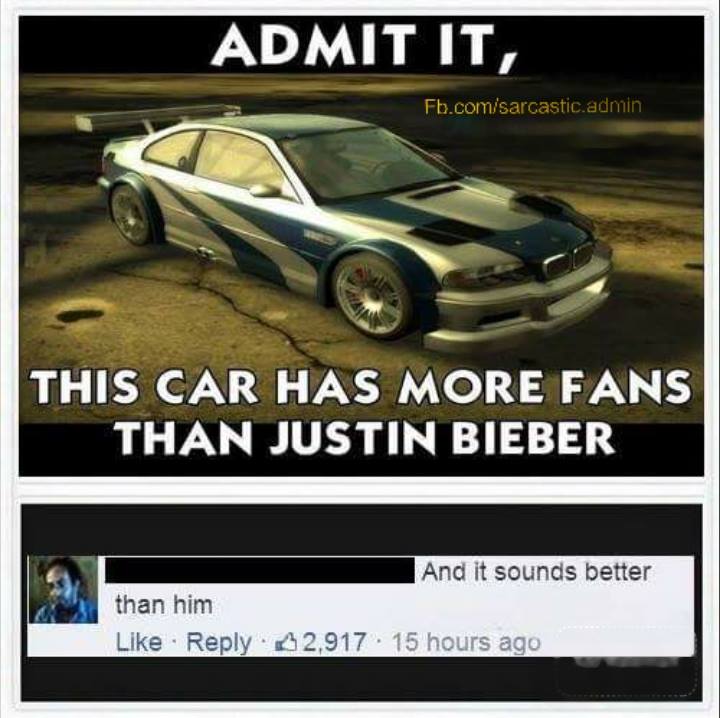 ADMIT IT,
Fb.com/sarcastic.admin
THIS CAR HAS MORE FANS
THAN JUSTIN BIEBER
And it sounds better
than him
Like · Reply · 2,917 · 15 hours ago